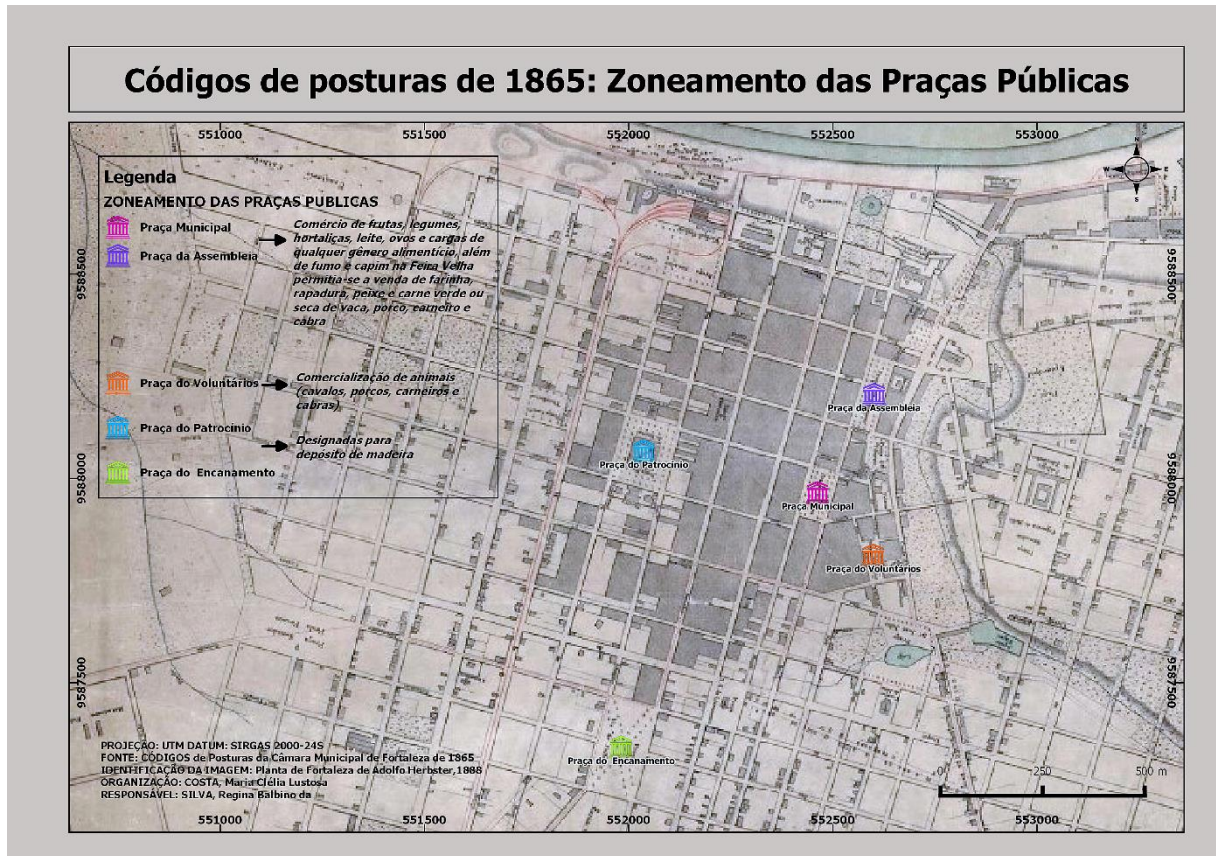 Códigos de posturas de 1865: Zoneamento das Praças Públicas
551000 551500 552000 552500 553000
N
W
S
Legenda
ZONEAMENTO DAS PRAÇAS PUBLICAS
Praça Municipal
Praça da Assembleia
Comércio de frutas, legumes,
hortaliças, leite, ovos e cargas de
qualquer gênero alimentício, além
de fumo e capim na Feira Velha
permitia-se a venda de farinha,
rapadura, peixe e carne verde ou
seca de vaca, porco, carneiro e
cabra
Praça do Voluntários
Comercialização de animais
(cavalos, porcos, carneiros e
cabras)
Praça do Patrocínio
Designadas para
depósito de madeira
Praça do Encanamento
9588500
9588000
9587500
9588500
9588000
9587500
Praça da Assembleia
Praça do Patrocínio
Praça Municipal
Praça do Voluntários
Praça do Encanamento
PROJEÇÃO: UTM DATUM: SIRGAS 2000-24S
FONTE: CÓDIGOS de Posturas da Câmara Municipal de Fortaleza de 1865
IDENTIFICAÇÃO DA IMAGEM: Planta de Fortaleza de Adolfo Herbster,1888
ORGANIZAÇÃO: COSTA, Maria Clélia Lustosa
RESPONSÁVEL: SILVA, Regina Balbino da
0 250 500 m
551000 551500 552000 552500 553000